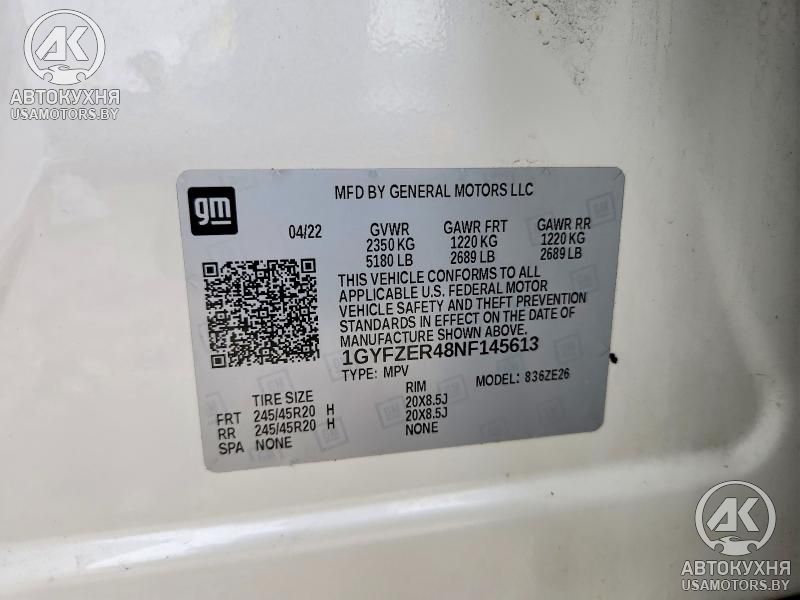 AK
АВТОКУХНЯ
USAMOTORS.BY
gm
MFD BY GENERAL MOTORS LLC
04/22 GVWR GAWR FRT GAWR RR
2350 KG 1220 KG 1220 KG
5180 LB 2689 LB 2689 LB
THIS VEHICLE CONFORMS TO ALL
APPLICABLE U.S. FEDERAL MOTOR
VEHICLE SAFETY AND THEFT PREVENTION
STANDARDS IN EFFECT ON THE DATE OF
MANUFACTURE SHOWN ABOVE.
1GYFZER48NF145613
TYPE: MPV MODEL: 836ZE26
TIRE SIZE RIM
FRT 245/45R20 H 20X8.5J
RR 245/45R20 H 20X8.5J
SPA NONE NONE
AK
АВТОКУХНЯ
USAMOTORS.BY